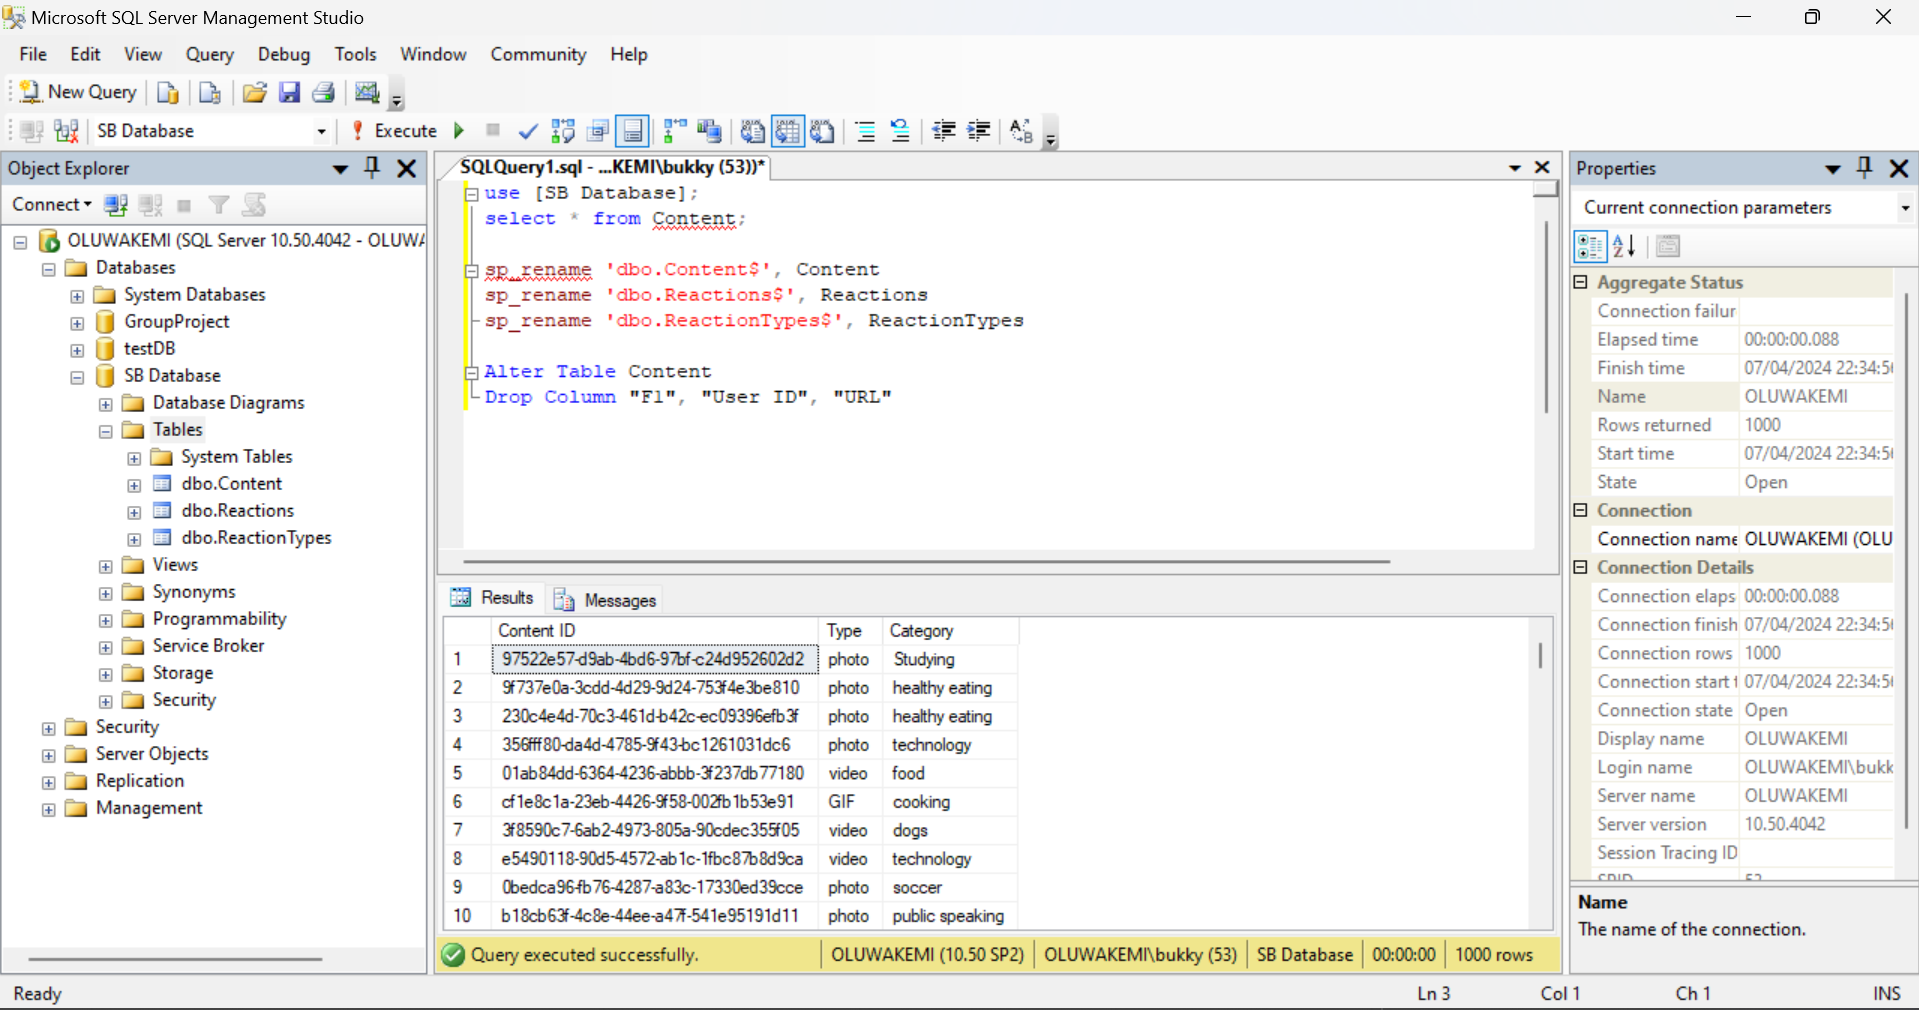 Microsoft SQL Server Management Studio
File Edit View Query Debug Tools Window Community Help
New Query
SB Database Execute
Object Explorer
Connect
OLUWAKEMI (SQL Server 10.50.4042 - OLUWA
Databases
System Databases
GroupProject
testDB
SB Database
Database Diagrams
Tables
System Tables
dbo.Content
dbo.Reactions
dbo.ReactionTypes
Views
Synonyms
Programmability
Service Broker
Storage
Security
Security
Server Objects
Replication
Management
SQLQuery1.sql - ...KEMI\bukky (53))*
use [SB Database];
select * from Content;
sp_rename 'dbo.Content$', Content
sp_rename 'dbo.Reactions$', Reactions
sp_rename 'dbo.ReactionTypes$', ReactionTypes
Alter Table Content
Drop Column "F1", "User ID", "URL"
Results Messages
Content ID Type Category
1 97522e57-d9ab-4bd6-97bf-c24d952602d2 photo Studying
2 9f737e0a-3cdd-4d29-9d24-753f4e3be810 photo healthy eating
3 230c4e4d-70c3-461d-b42c-ec09396efb3f photo healthy eating
4 356fff80-da4d-4785-9f43-bc1261031dc6 photo technology
5 01ab84dd-6364-4236-abbb-3f237db77180 video food
6 cf1e8c1a-23eb-4426-9f58-002fb1b53e91 GIF cooking
7 3f8590c7-6ab2-4973-805a-90cdec355f05 video dogs
8 e5490118-90d5-4572-ab1c-1fbc87b8d9ca video technology
9 0bedca96-fb76-4287-a83c-17330ed39cce photo soccer
10 b18cb63f-4c8e-44ee-a47f-541e95191d11 photo public speaking
Query executed successfully. OLUWAKEMI (10.50 SP2) OLUWAKEMI\bukky (53) SB Database 00:00:00 1000 rows
Properties
Current connection parameters
Aggregate Status
Connection failur
Elapsed time 00:00:00.088
Finish time 07/04/2024 22:34:5
Name OLUWAKEMI
Rows returned 1000
Start time 07/04/2024 22:34:5
State Open
Connection
Connection name OLUWAKEMI (OLU
Connection Details
Connection elaps 00:00:00.088
Connection finish 07/04/2024 22:34:5
Connection rows 1000
Connection start t 07/04/2024 22:34:5
Connection state Open
Display name OLUWAKEMI
Login name OLUWAKEMI\bukk
Server name OLUWAKEMI
Server version 10.50.4042
Session Tracing ID
Name
The name of the connection.
Ready Ln 3 Col 1 Ch 1 INS